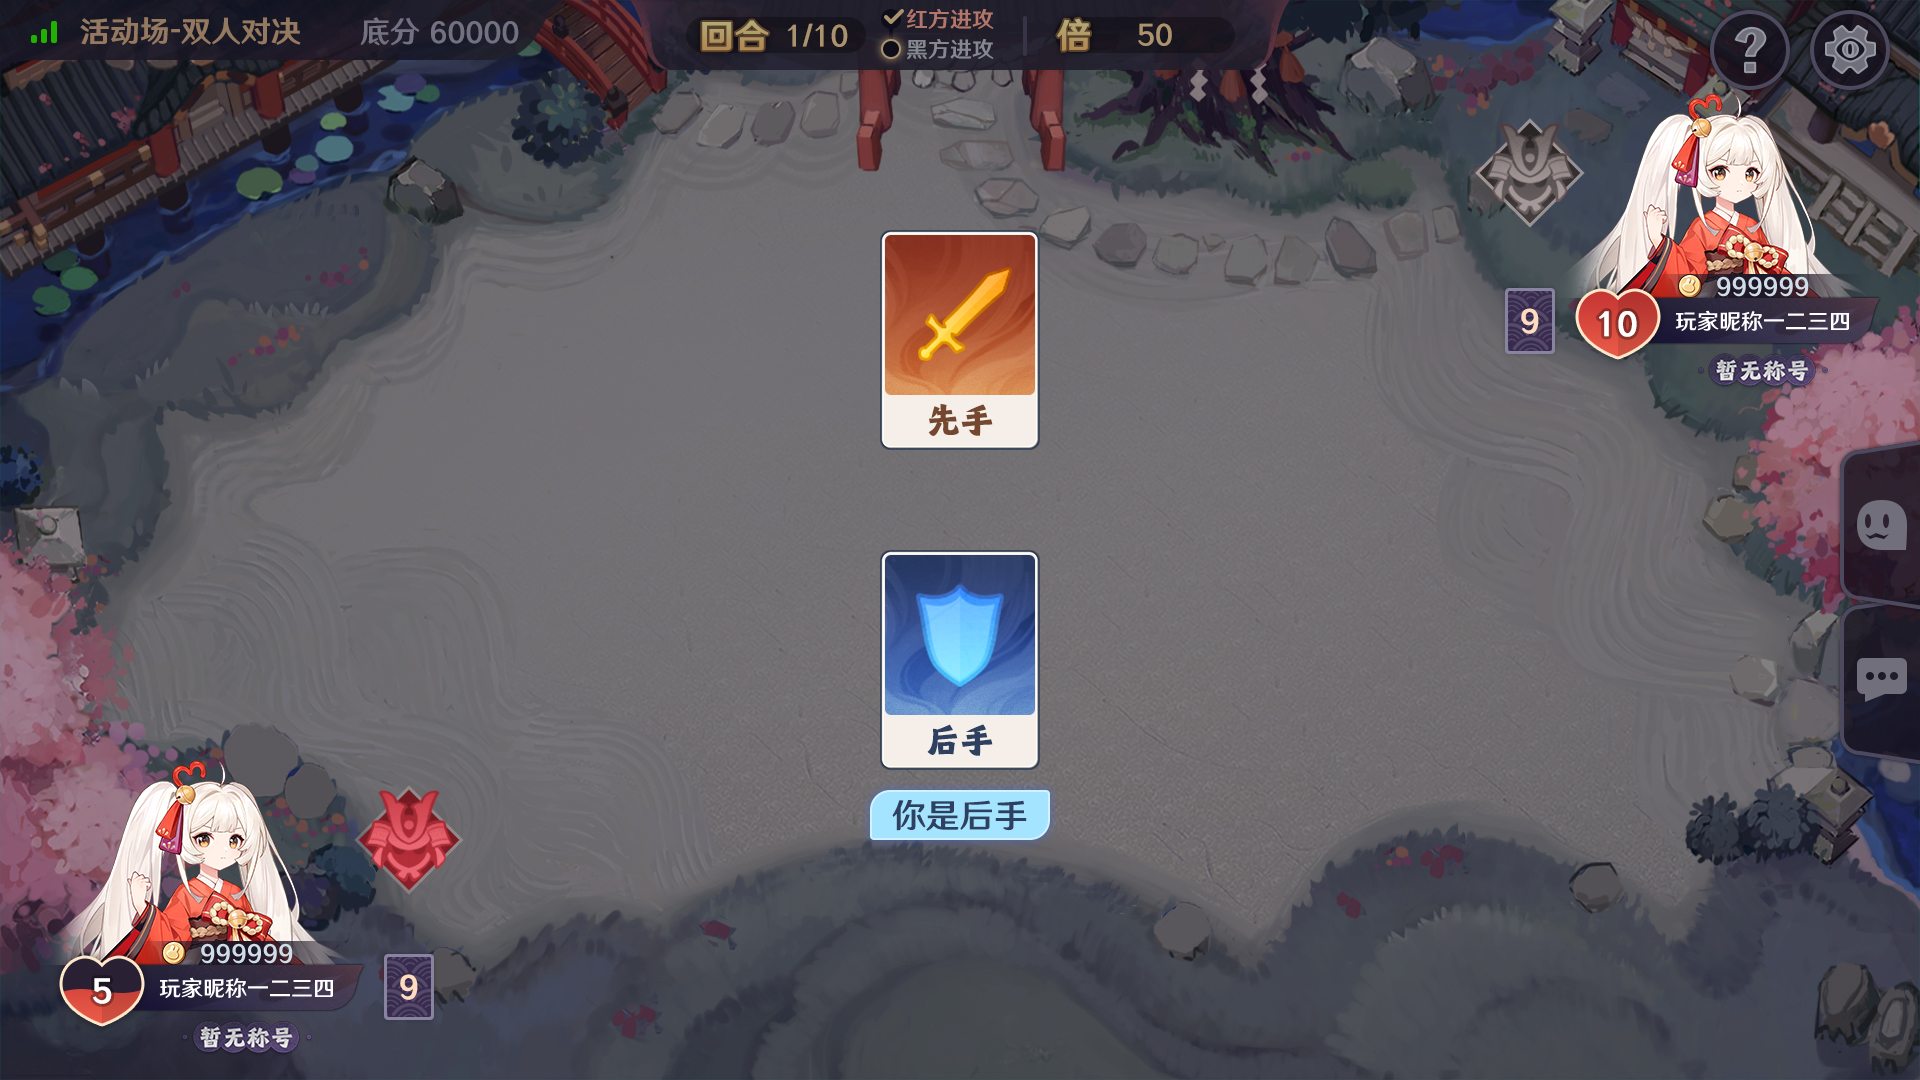 活动场-双人对决
底分 60000
回合 1/10
红方进攻
黑方进攻
倍 50
999999
9
10
玩家昵称一二三四
暂无称号
先手
后手
你是后手
999999
5
玩家昵称一二三四
9
暂无称号